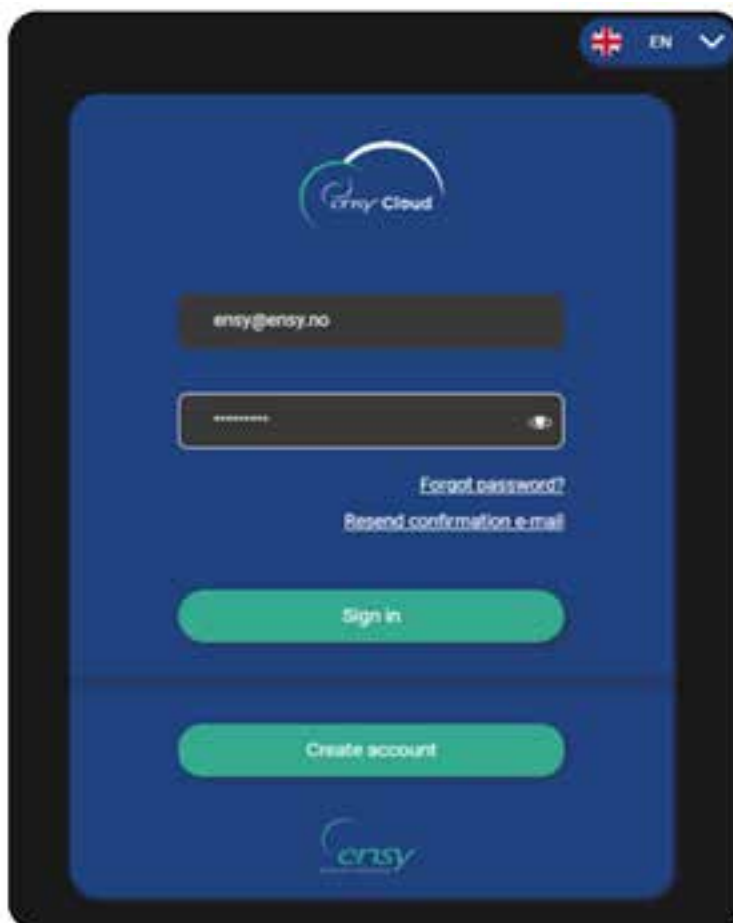 EN
ensy Cloud
ensy@ensy.no
•••••••••
Forgot password?
Resend confirmation e-mail
Sign in
Create account
ensy